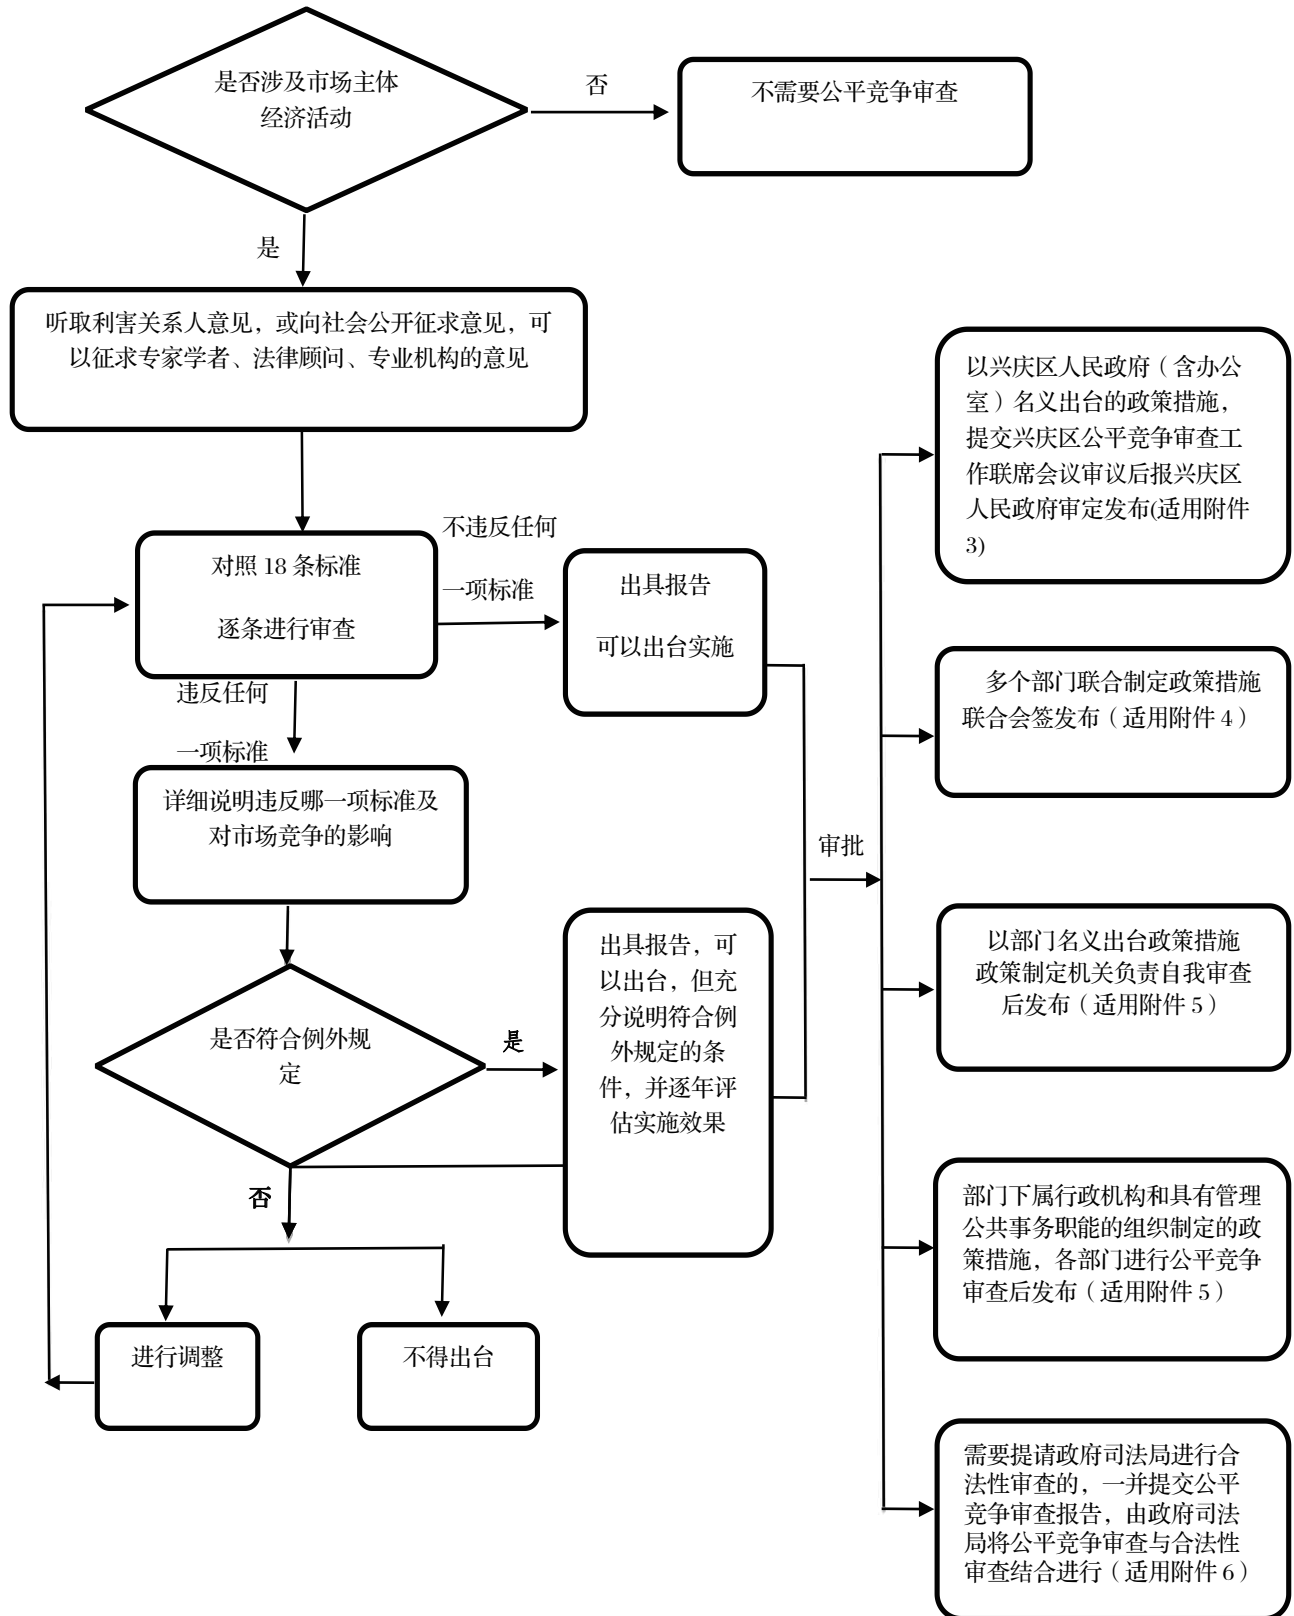 是否涉及市场主体
经济活动
否
不需要公平竞争审查
是
听取利害关系人意见，或向社会公开征求意见，可
以征求专家学者、法律顾问、专业机构的意见
对照 18 条标准
逐条进行审查
不违反任何
一项标准
出具报告
可以出台实施
违反任何
一项标准
详细说明违反哪一项标准及
对市场竞争的影响
是否符合例外规
定
是
出具报告，可
以出台，但充
分说明符合例
外规定的条
件，并逐年评
估实施效果
否
进行调整
不得出台
审批
以兴庆区人民政府（含办公
室）名义出台的政策措施，
提交兴庆区公平竞争审查工
作联席会议审议后报兴庆区
人民政府审定发布(适用附件
3)
多个部门联合制定政策措施
联合会签发布（适用附件 4）
以部门名义出台政策措施
政策制定机关负责自我审查
后发布（适用附件 5）
部门下属行政机构和具有管理
公共事务职能的组织制定的政
策措施，各部门进行公平竞争
审查后发布（适用附件 5）
需要提请政府司法局进行合
法性审查的，一并提交公平
竞争审查报告，由政府司法
局将公平竞争审查与合法性
审查结合进行（适用附件 6）